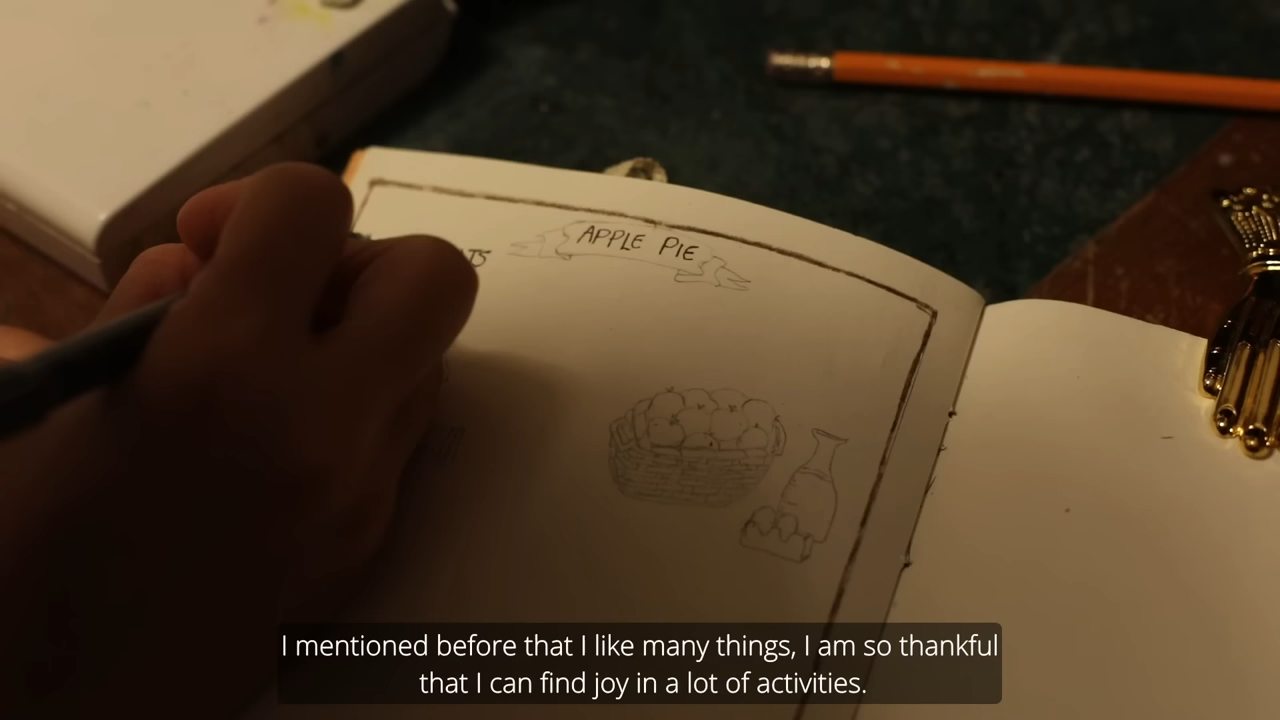 APPLE PIE
TS
I mentioned before that I like many things, I am so thankful
that I can find joy in a lot of activities.